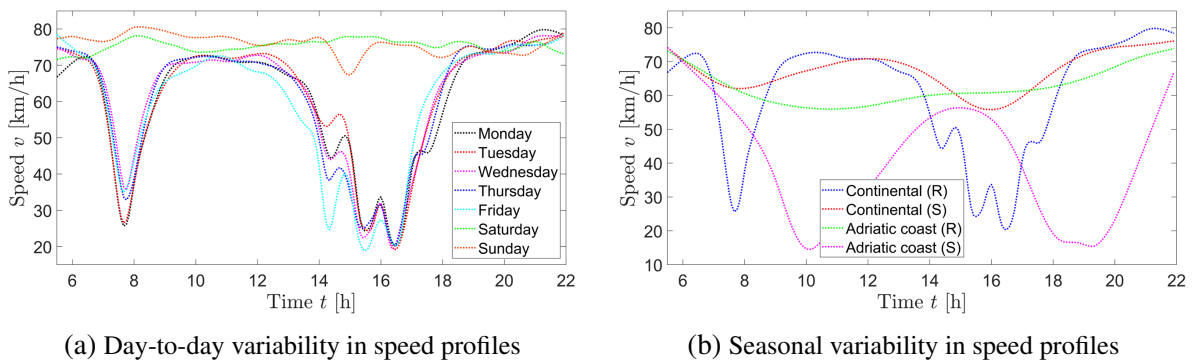 80
70
60
50
40
30
20
Speed v [km/h]
6 8 10 12 14 16 18 20 22
Time t [h]
Monday
Tuesday
Wednesday
Thursday
Friday
Saturday
Sunday
(a) Day-to-day variability in speed profiles
80
70
60
50
40
30
20
10
Speed v [km/h]
6 8 10 12 14 16 18 20 22
Time t [h]
Continental (R)
Continental (S)
Adriatic coast (R)
Adriatic coast (S)
(b) Seasonal variability in speed profiles